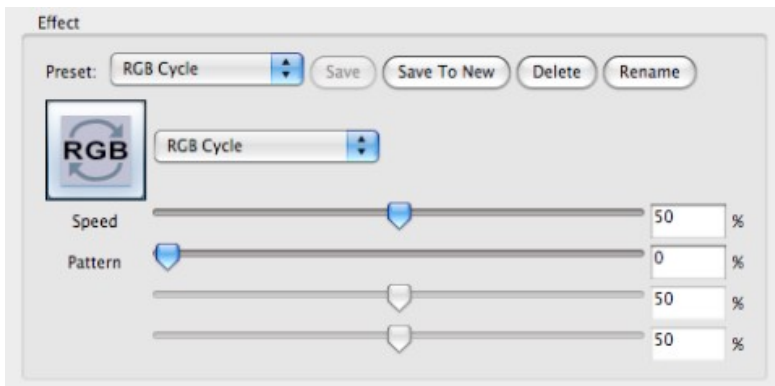 Effect
Preset: RGB Cycle Save Save To New Delete Rename
RGB RGB Cycle
Speed 50 %
Pattern 0 %
50 %
50 %